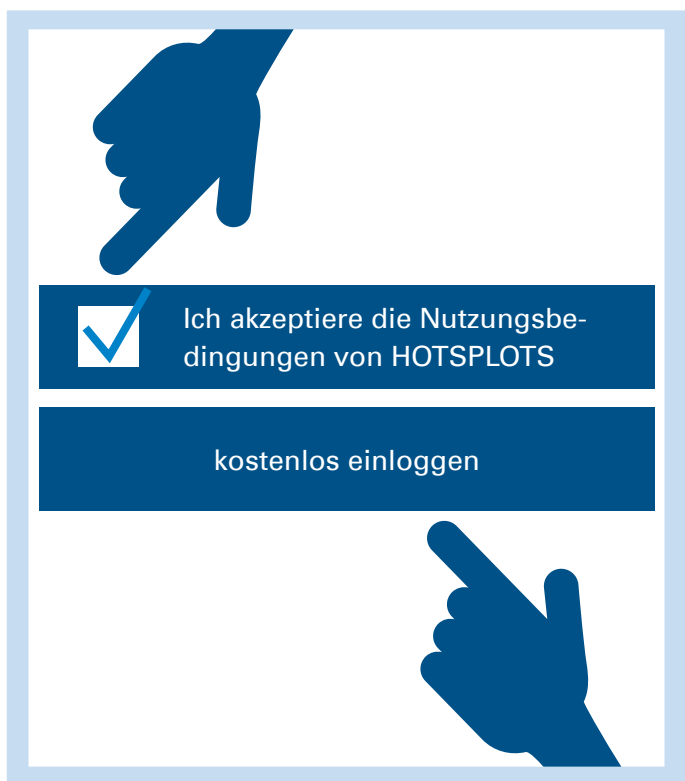 Ich akzeptiere die Nutzungsbe-
dingungen von HOTSPLOTS
kostenlos einloggen